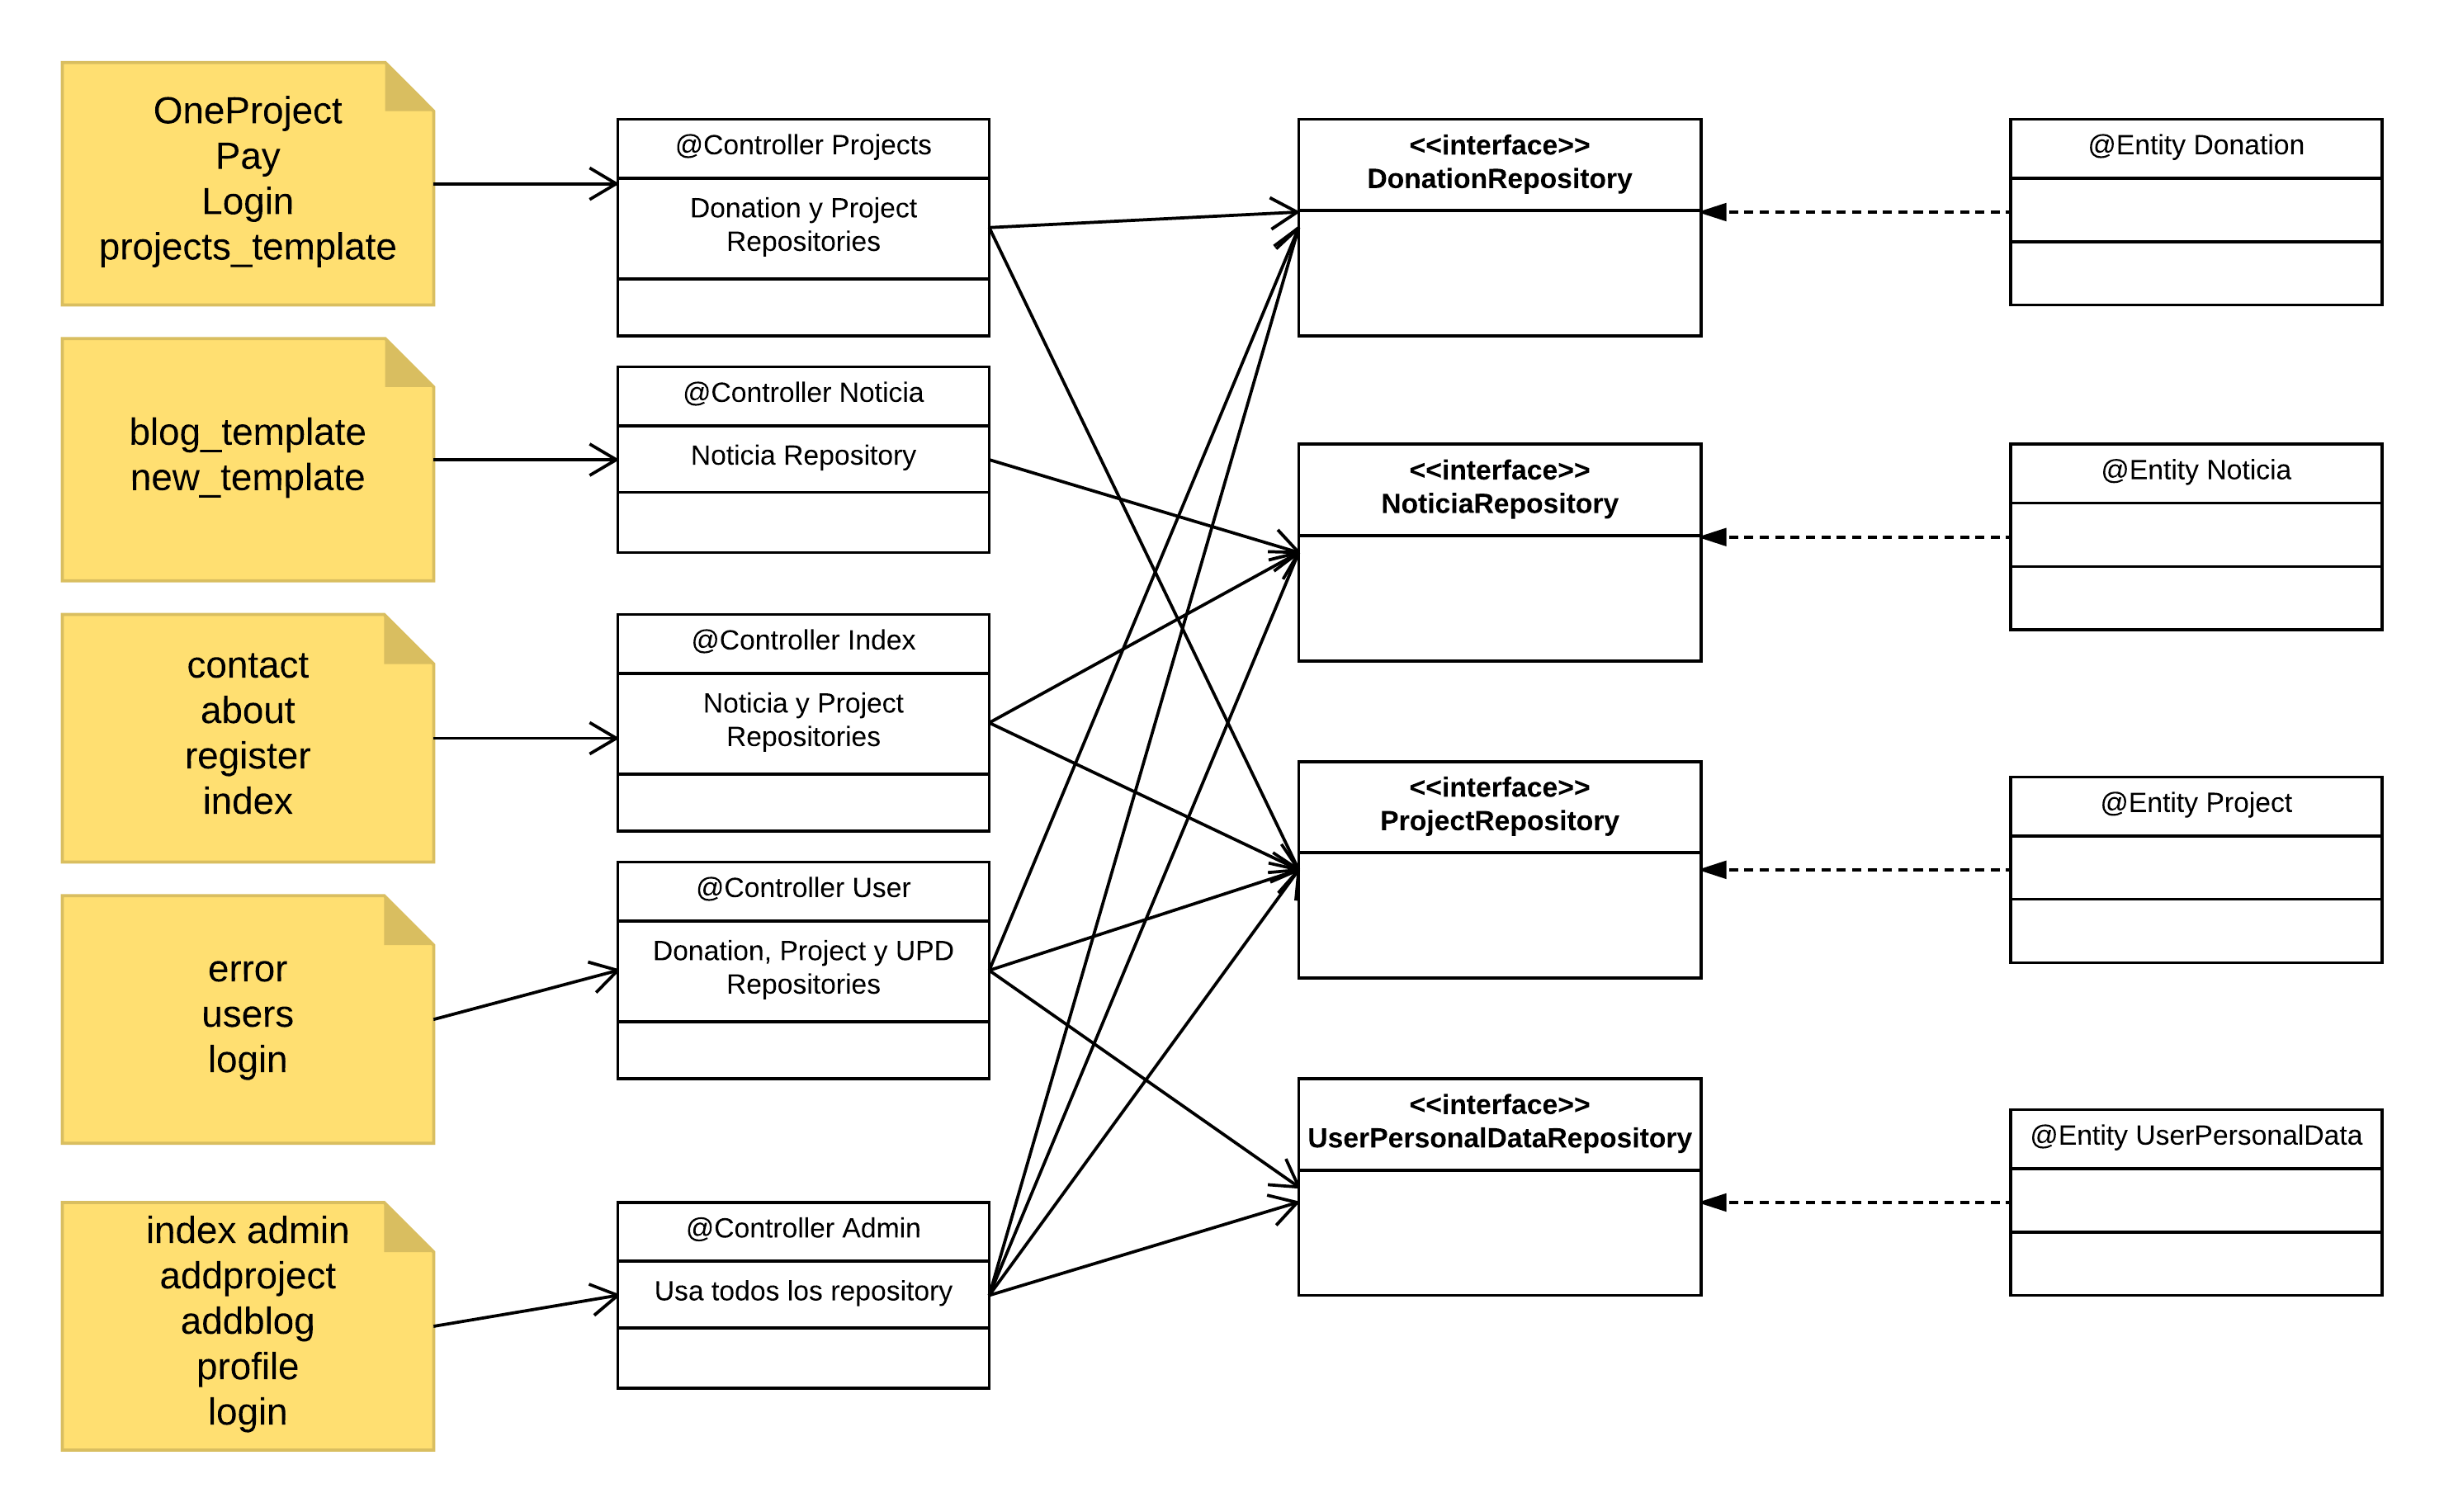 OneProject
Pay
Login
projects_template
blog_template
new_template
contact
about
register
index
error
users
login
index admin
addproject
addblog
profile
login
@Controller Projects
Donation y Project
Repositories
@Controller Noticia
Noticia Repository
@Controller Index
Noticia y Project
Repositories
@Controller User
Donation, Project y UPD
Repositories
@Controller Admin
Usa todos los repository
<<interface>>
DonationRepository
<<interface>>
NoticiaRepository
<<interface>>
ProjectRepository
<<interface>>
UserPersonalDataRepository
@Entity Donation
@Entity Noticia
@Entity Project
@Entity UserPersonalData